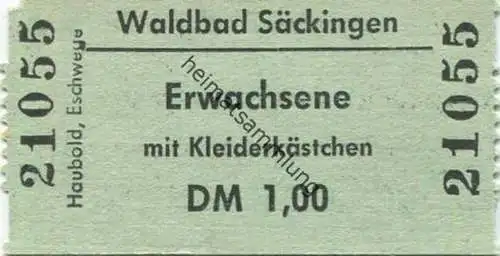 Waldbad Säckingen
Erwachsene
mit Kleiderkästchen
DM 1,00
21055
Haubold, Eschwege
21055
heimatsammlung